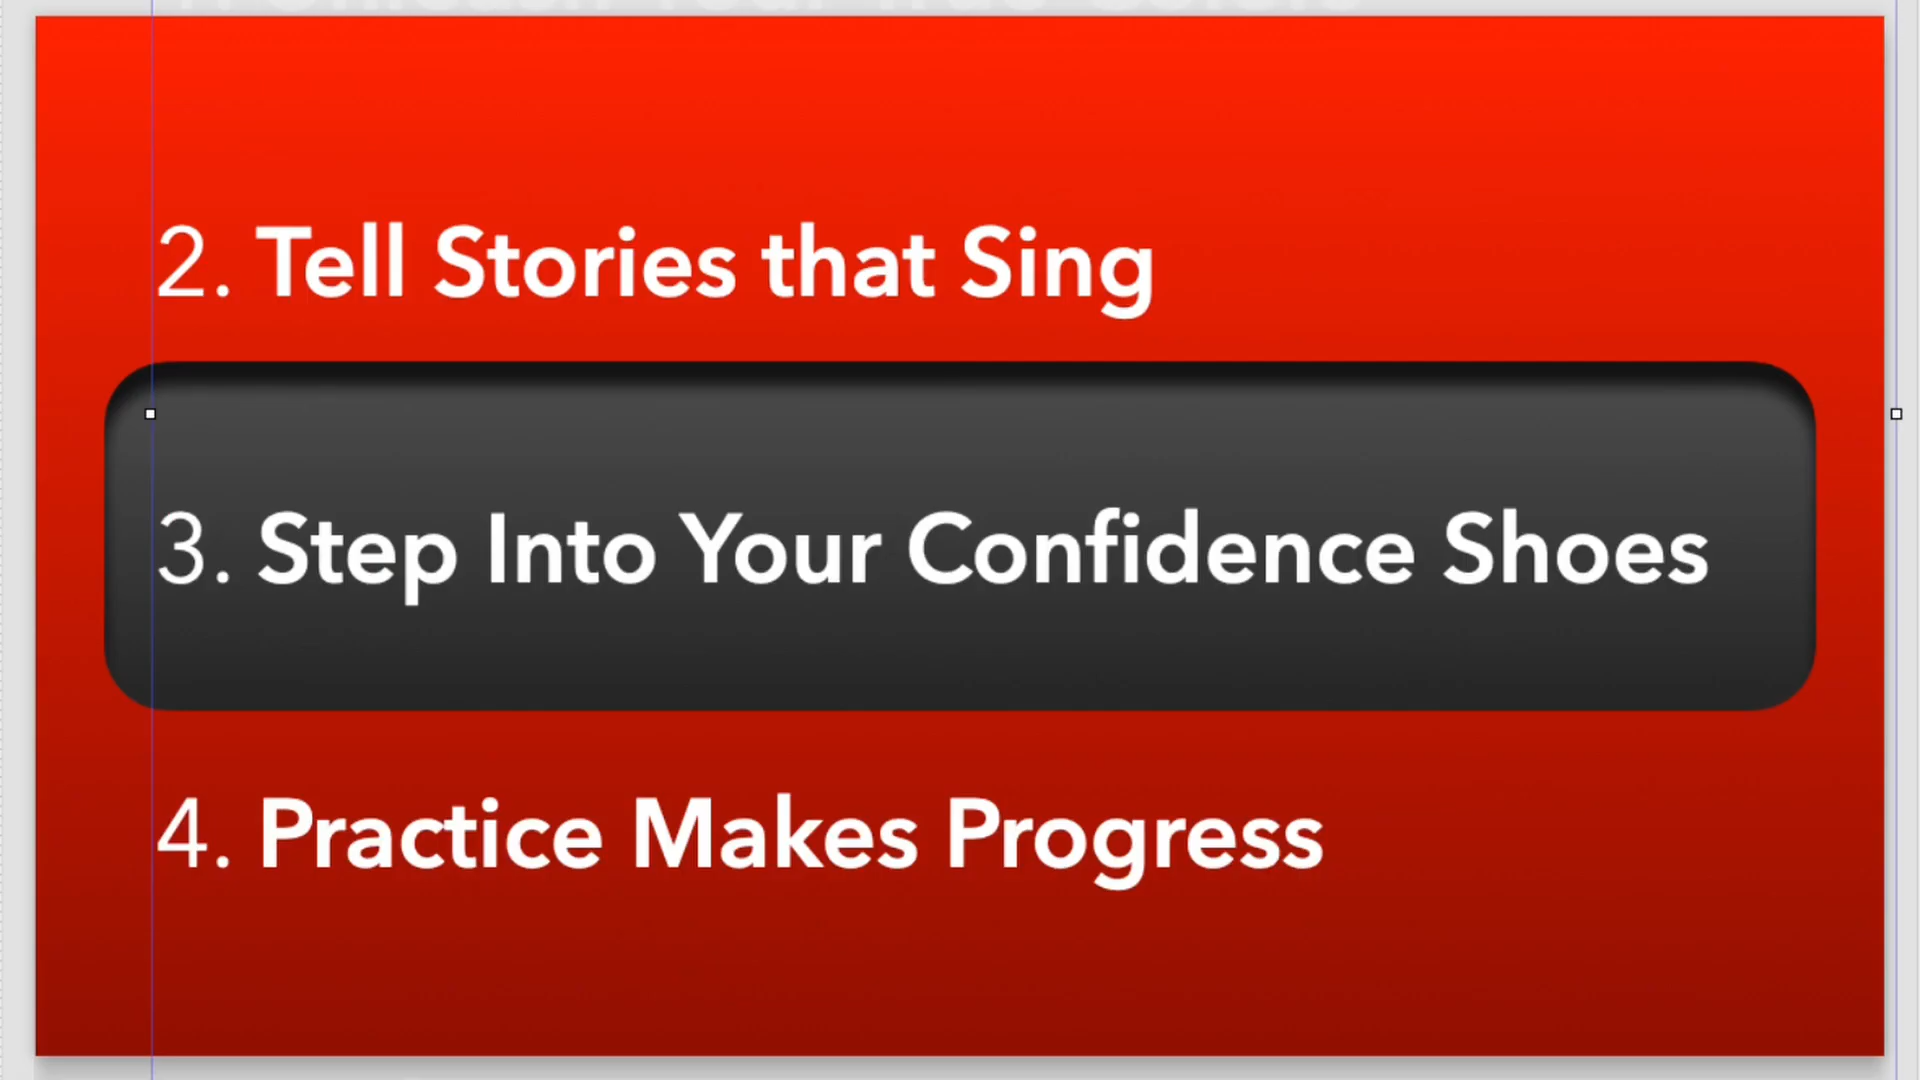 2. Tell Stories that Sing
3. Step Into Your Confidence Shoes
4. Practice Makes Progress